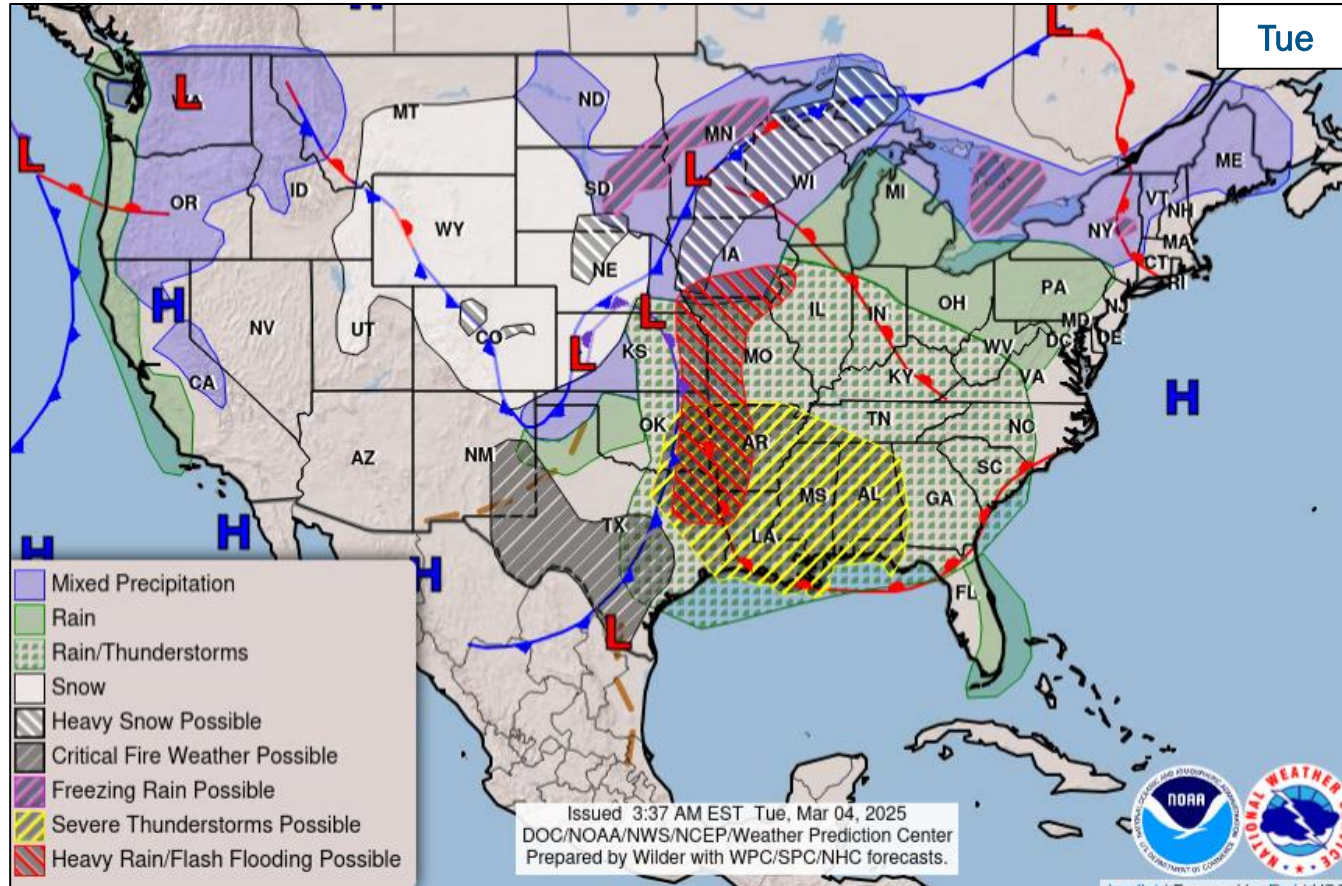 Tue
H
L
L
WA
MT
ND
MN
ME
L
OR
ID
SD
L
WI
MI
VT
NH
NY
WY
MA
CT
RI
NE
IA
PA
H
NJ
OH
NV
UT
CO
L
IL
IN
MD
DE
DC
WV
KS
MO
VA
L
KY
CA
H
OK
TN
NC
AZ
NM
AR
SC
MS
AL
GA
TX
LA
H
H
H
FL
L
Mixed Precipitation
Rain
Rain/Thunderstorms
Snow
Heavy Snow Possible
Critical Fire Weather Possible
Freezing Rain Possible
Severe Thunderstorms Possible
Heavy Rain/Flash Flooding Possible
Issued 3:37 AM EST Tue, Mar 04, 2025
DOC/NOAA/NWS/NCEP/Weather Prediction Center
Prepared by Wilder with WPC/SPC/NHC forecasts.
NOAA
NATIONAL WEATHER